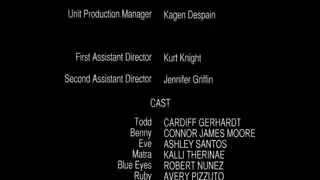 Unit Production Manager Kagen Despain
First Assistant Director Kurt Knight
Second Assistant Director Jennifer Griffin
CAST
Todd CARDIFF GERHARDT
Benny CONNOR JAMES MOORE
Eve ASHLEY SANTOS
Matra KALLI THERINAE
Blue Eyes ROBERT NUNEZ
Ruby AVERY PIZZUTO